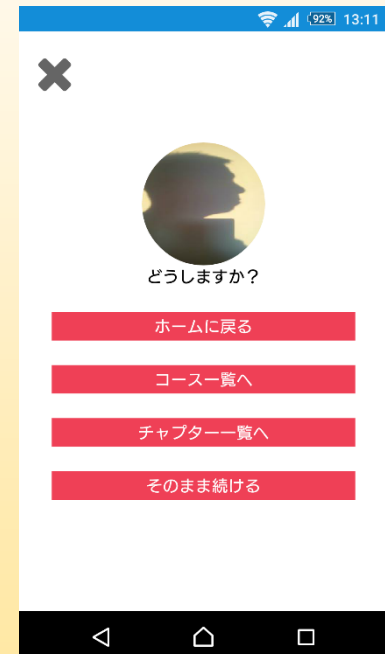 92% 13:11
どうしますか？
ホームに戻る
コース一覧へ
チャプター一覧へ
そのまま続ける